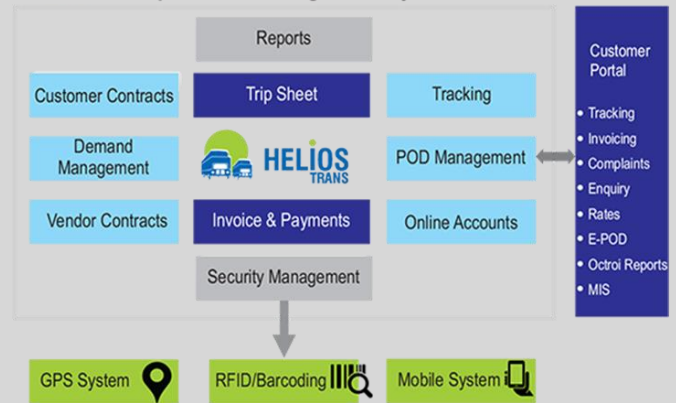 Reports
Customer Contracts
Trip Sheet
Tracking
Demand
Management
HELIOS
TRANS
POD Management
Vendor Contracts
Invoice & Payments
Online Accounts
Security Management
Customer
Portal
• Tracking
• Invoicing
• Complaints
• Enquiry
• Rates
• E-POD
• Octroi Reports
• MIS
GPS System
RFID/Barcoding
Mobile System